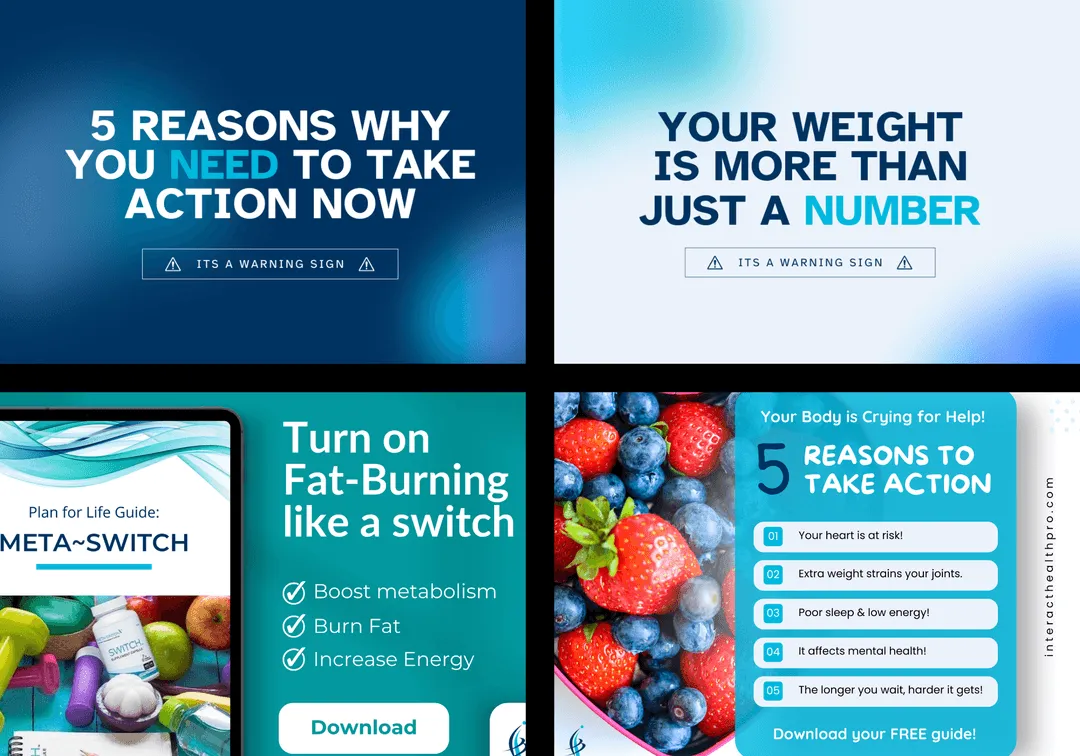 5 REASONS WHY
YOU NEED TO TAKE
ACTION NOW
ITS A WARNING SIGN
YOUR WEIGHT
IS MORE THAN
JUST A NUMBER
ITS A WARNING SIGN
Plan for Life Guide:
META~SWITCH
SWITCH
Turn on
Fat-Burning
like a switch
Boost metabolism
Burn Fat
Increase Energy
Download
Your Body is Crying for Help!
5 REASONS TO
TAKE ACTION
01 Your heart is at risk!
02 Extra weight strains your joints.
03 Poor sleep & low energy!
04 It affects mental health!
05 The longer you wait, harder it gets!
Download your FREE guide!
interacthealthpro.com